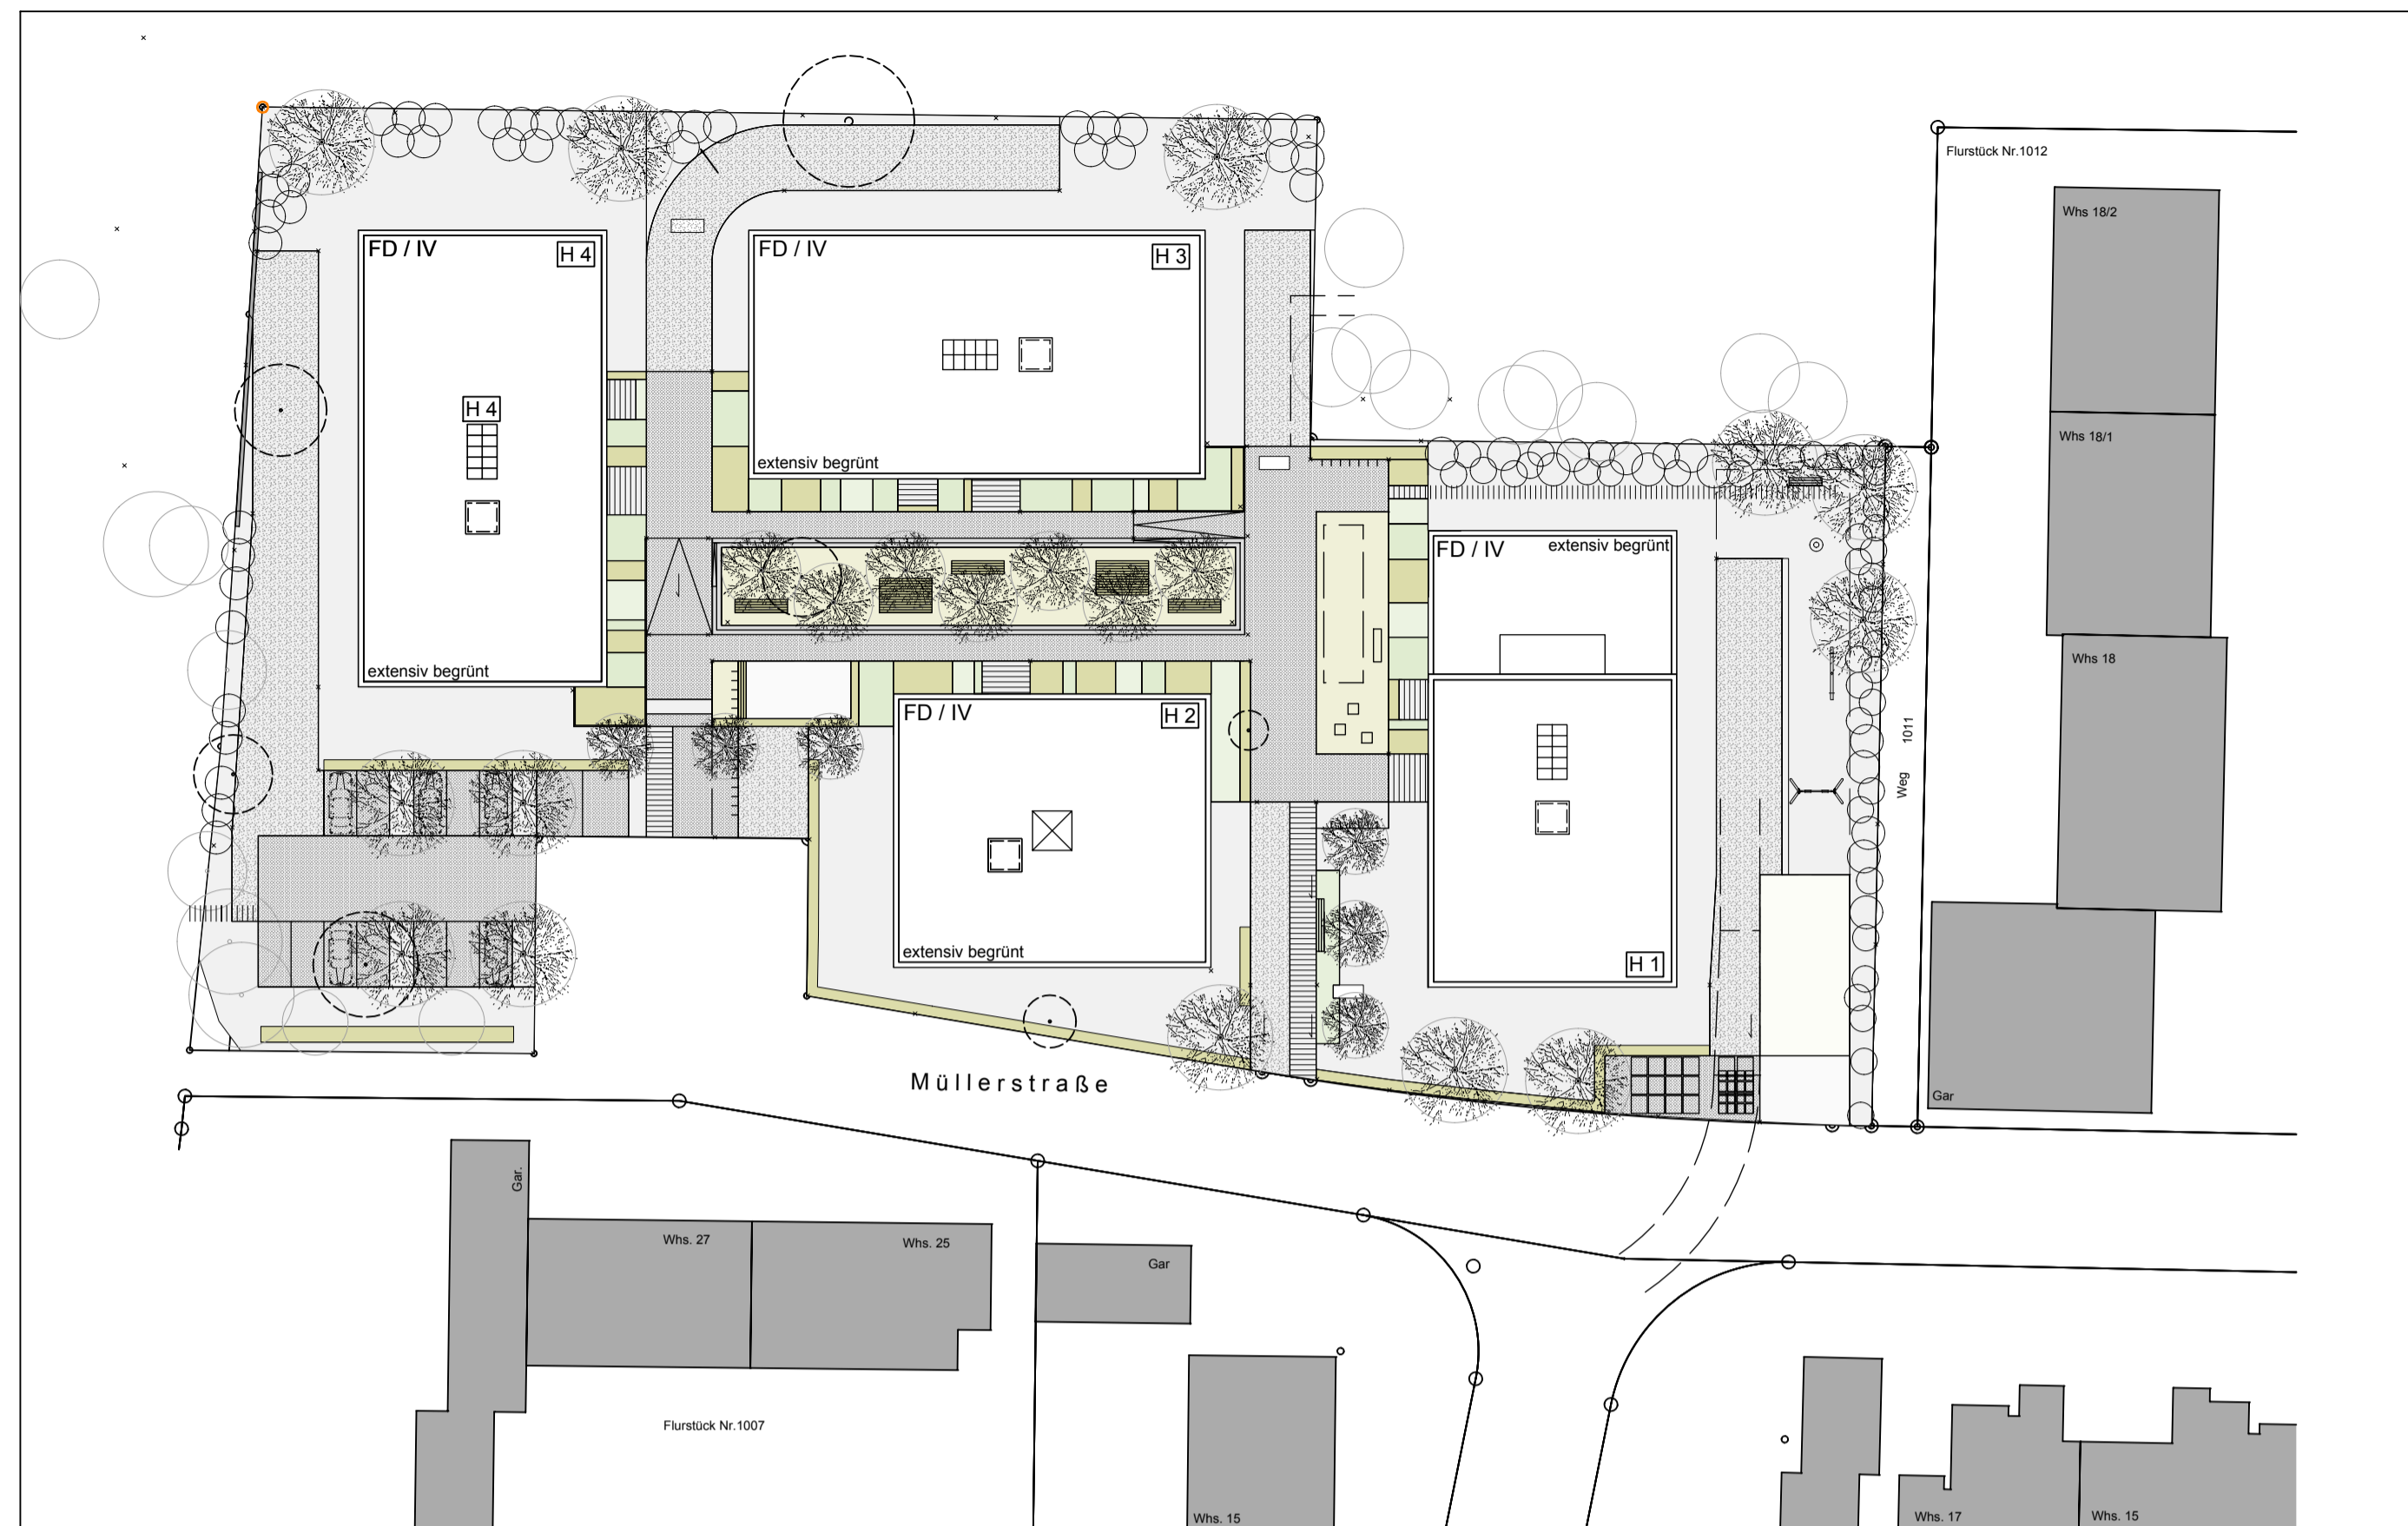 Flurstück Nr.1012
Whs 18/2
FD / IV
H 4
FD / IV
H 3
H 4
Whs 18/1
extensiv begrünt
FD / IV
extensiv begrünt
Whs 18
extensiv begrünt
FD / IV
H 2
Weg 1011
extensiv begrünt
H 1
Müllerstraße
Gar
Gar.
Whs. 27
Whs. 25
Gar
Flurstück Nr.1007
Whs. 15
Whs. 17
Whs. 15